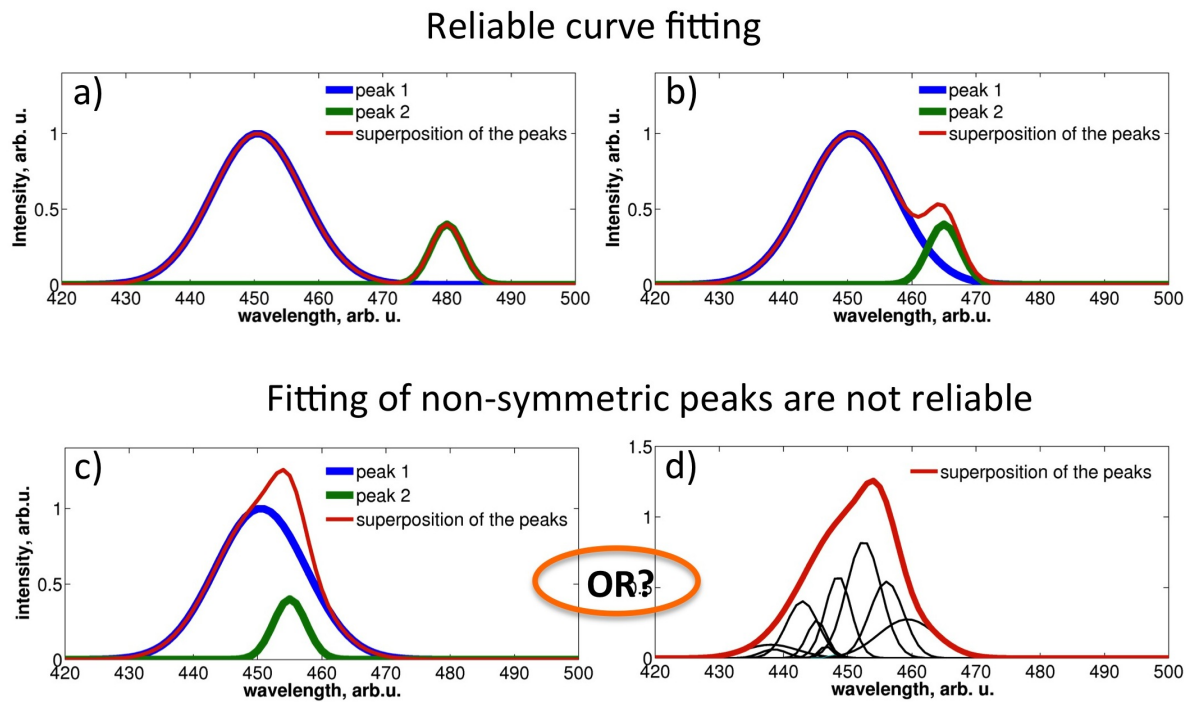 Reliable curve fitting
a)
peak 1
peak 2
superposition of the peaks
1
0.5
0
420 430 440 450 460 470 480 490 500
Intensity, arb. u.
wavelength, arb. u.
b)
peak 1
peak 2
superposition of the peaks
1
0.5
0
420 430 440 450 460 470 480 490 500
Intensity, arb. u.
wavelength, arb.u.
Fitting of non-symmetric peaks are not reliable
c)
peak 1
peak 2
superposition of the peaks
1
0.5
0
420 430 440 450 460 470 480 490 500
intensity, arb.u.
wavelength, arb.u.
OR?
d)
superposition of the peaks
1.5
1
0.5
0
420 430 440 450 460 470 480 490 500
wavelength, arb. u.